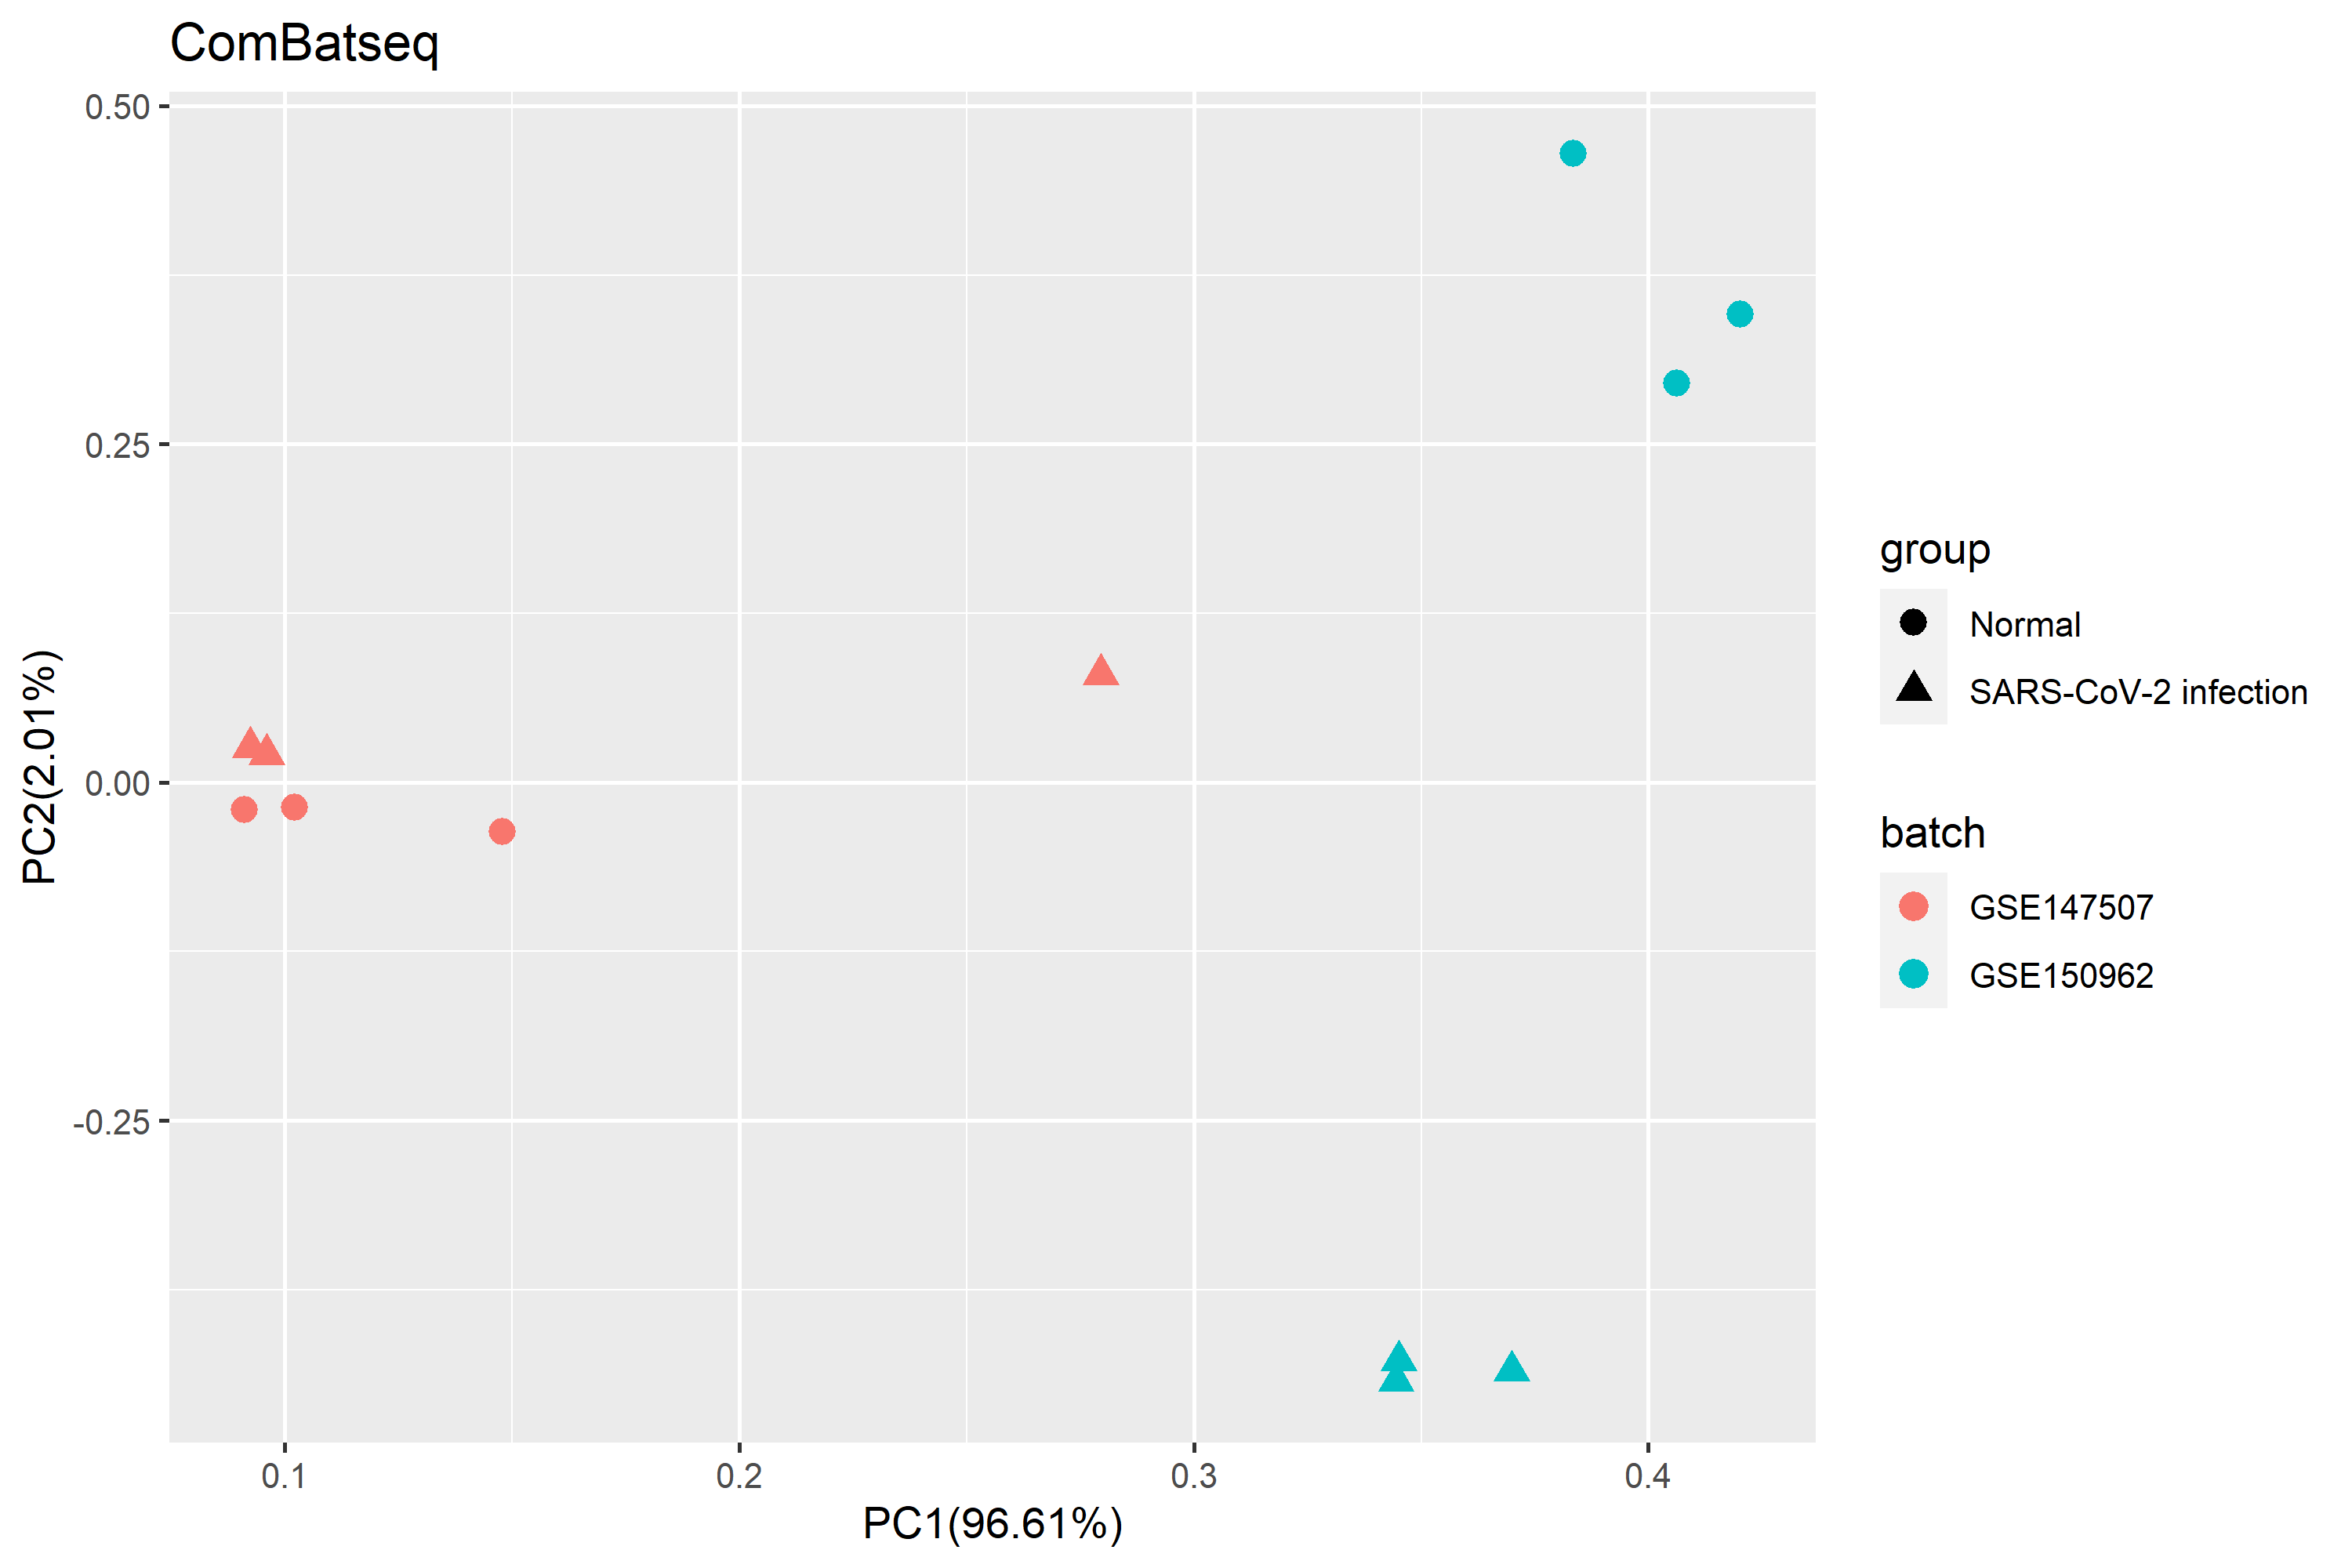 ComBatseq
0.50
0.25
0.00
-0.25
PC2(2.01%)
0.1
0.2
0.3
0.4
PC1(96.61%)
group
Normal
SARS-CoV-2 infection
batch
GSE147507
GSE150962